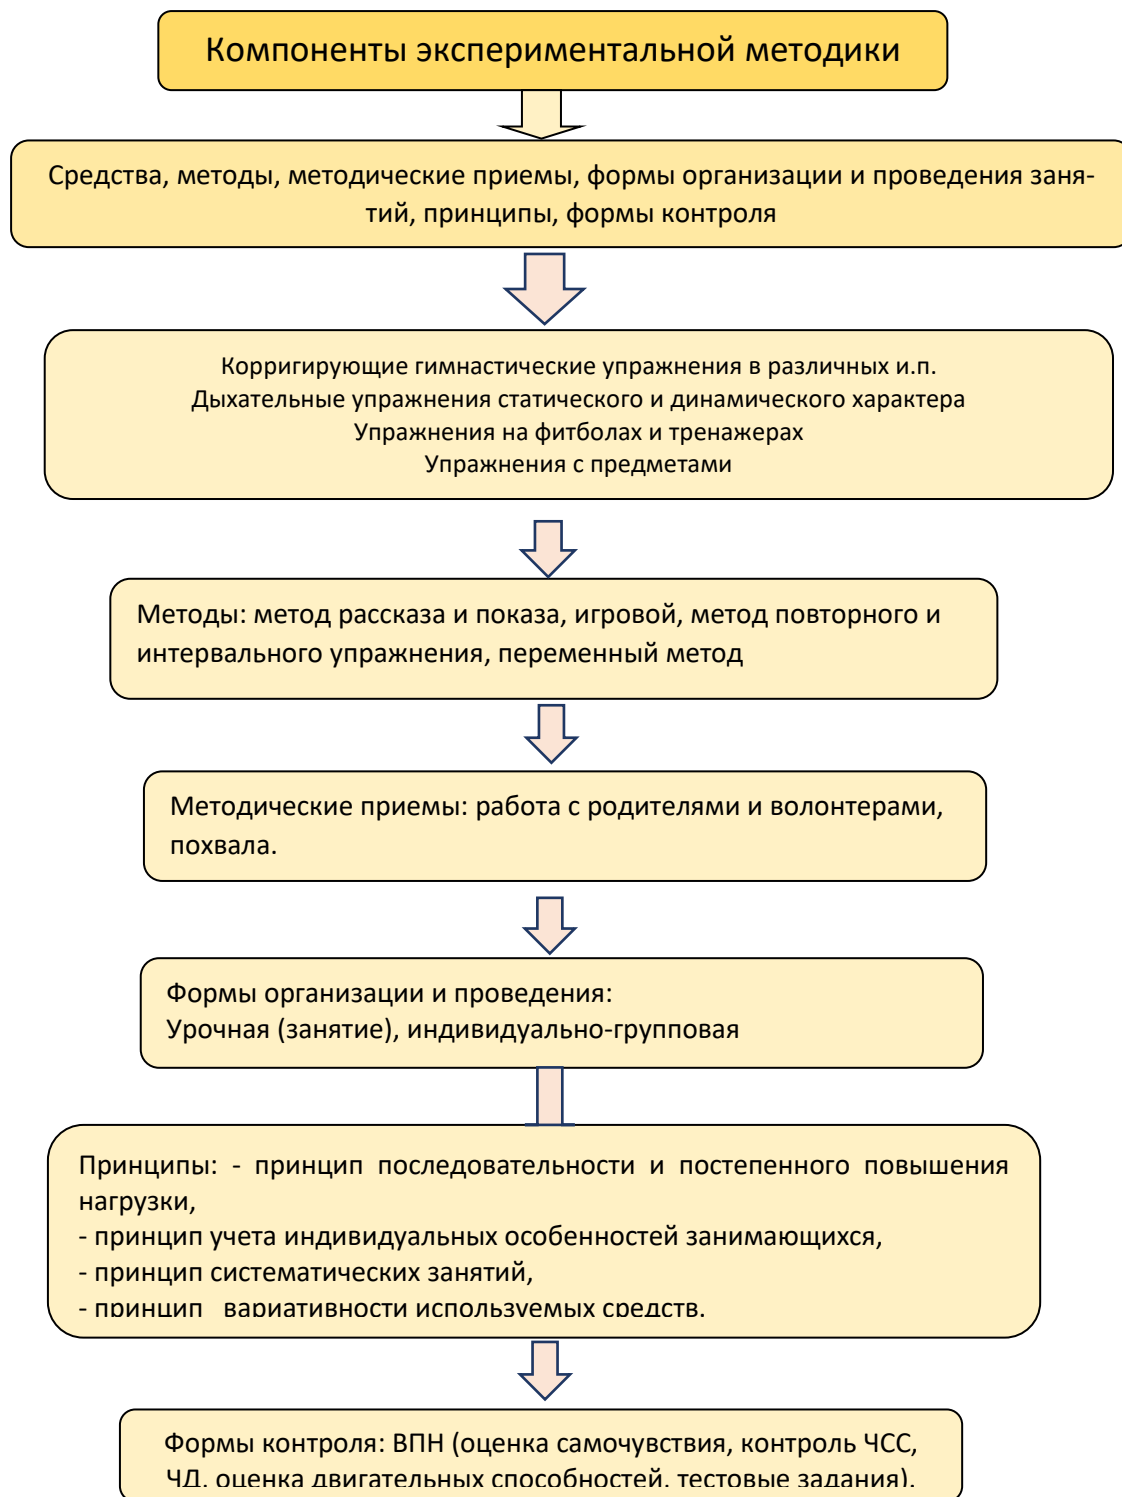 Компоненты экспериментальной методики
Средства, методы, методические приемы, формы организации и проведения заня-
тий, принципы, формы контроля
Корригирующие гимнастические упражнения в различных и.п.
Дыхательные упражнения статического и динамического характера
Упражнения на фитболах и тренажерах
Упражнения с предметами
Методы: метод рассказа и показа, игровой, метод повторного и
интервального упражнения, переменный метод
Методические приемы: работа с родителями и волонтерами,
похвала.
Формы организации и проведения:
Урочная (занятие), индивидуально-групповая
Принципы: - принцип последовательности и постепенного повышения
нагрузки,
- принцип учета индивидуальных особенностей занимающихся,
- принцип систематических занятий,
- принцип вариативности используемых средств.
Формы контроля: ВПН (оценка самочувствия, контроль ЧСС,
ЧД, оценка двигательных способностей, тестовые задания).